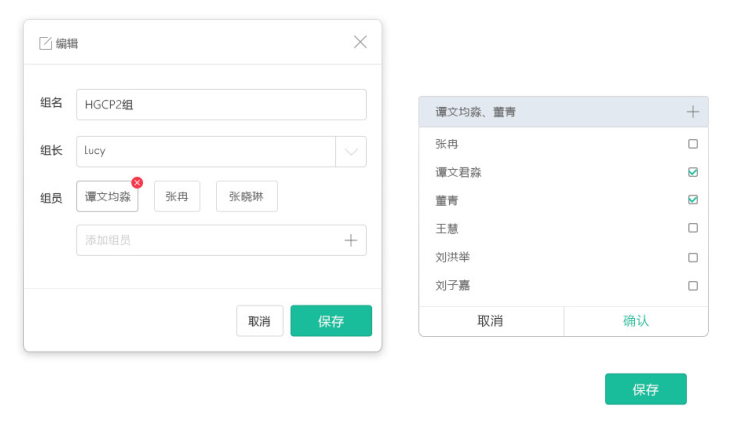 编辑
组名 HGCP2组
组长 Lucy
组员 谭文均淼 张冉 张晓琳
添加组员
取消 保存
谭文均淼、董青
张冉
谭文君淼
董青
王慧
刘洪举
刘子嘉
取消 确认
保存